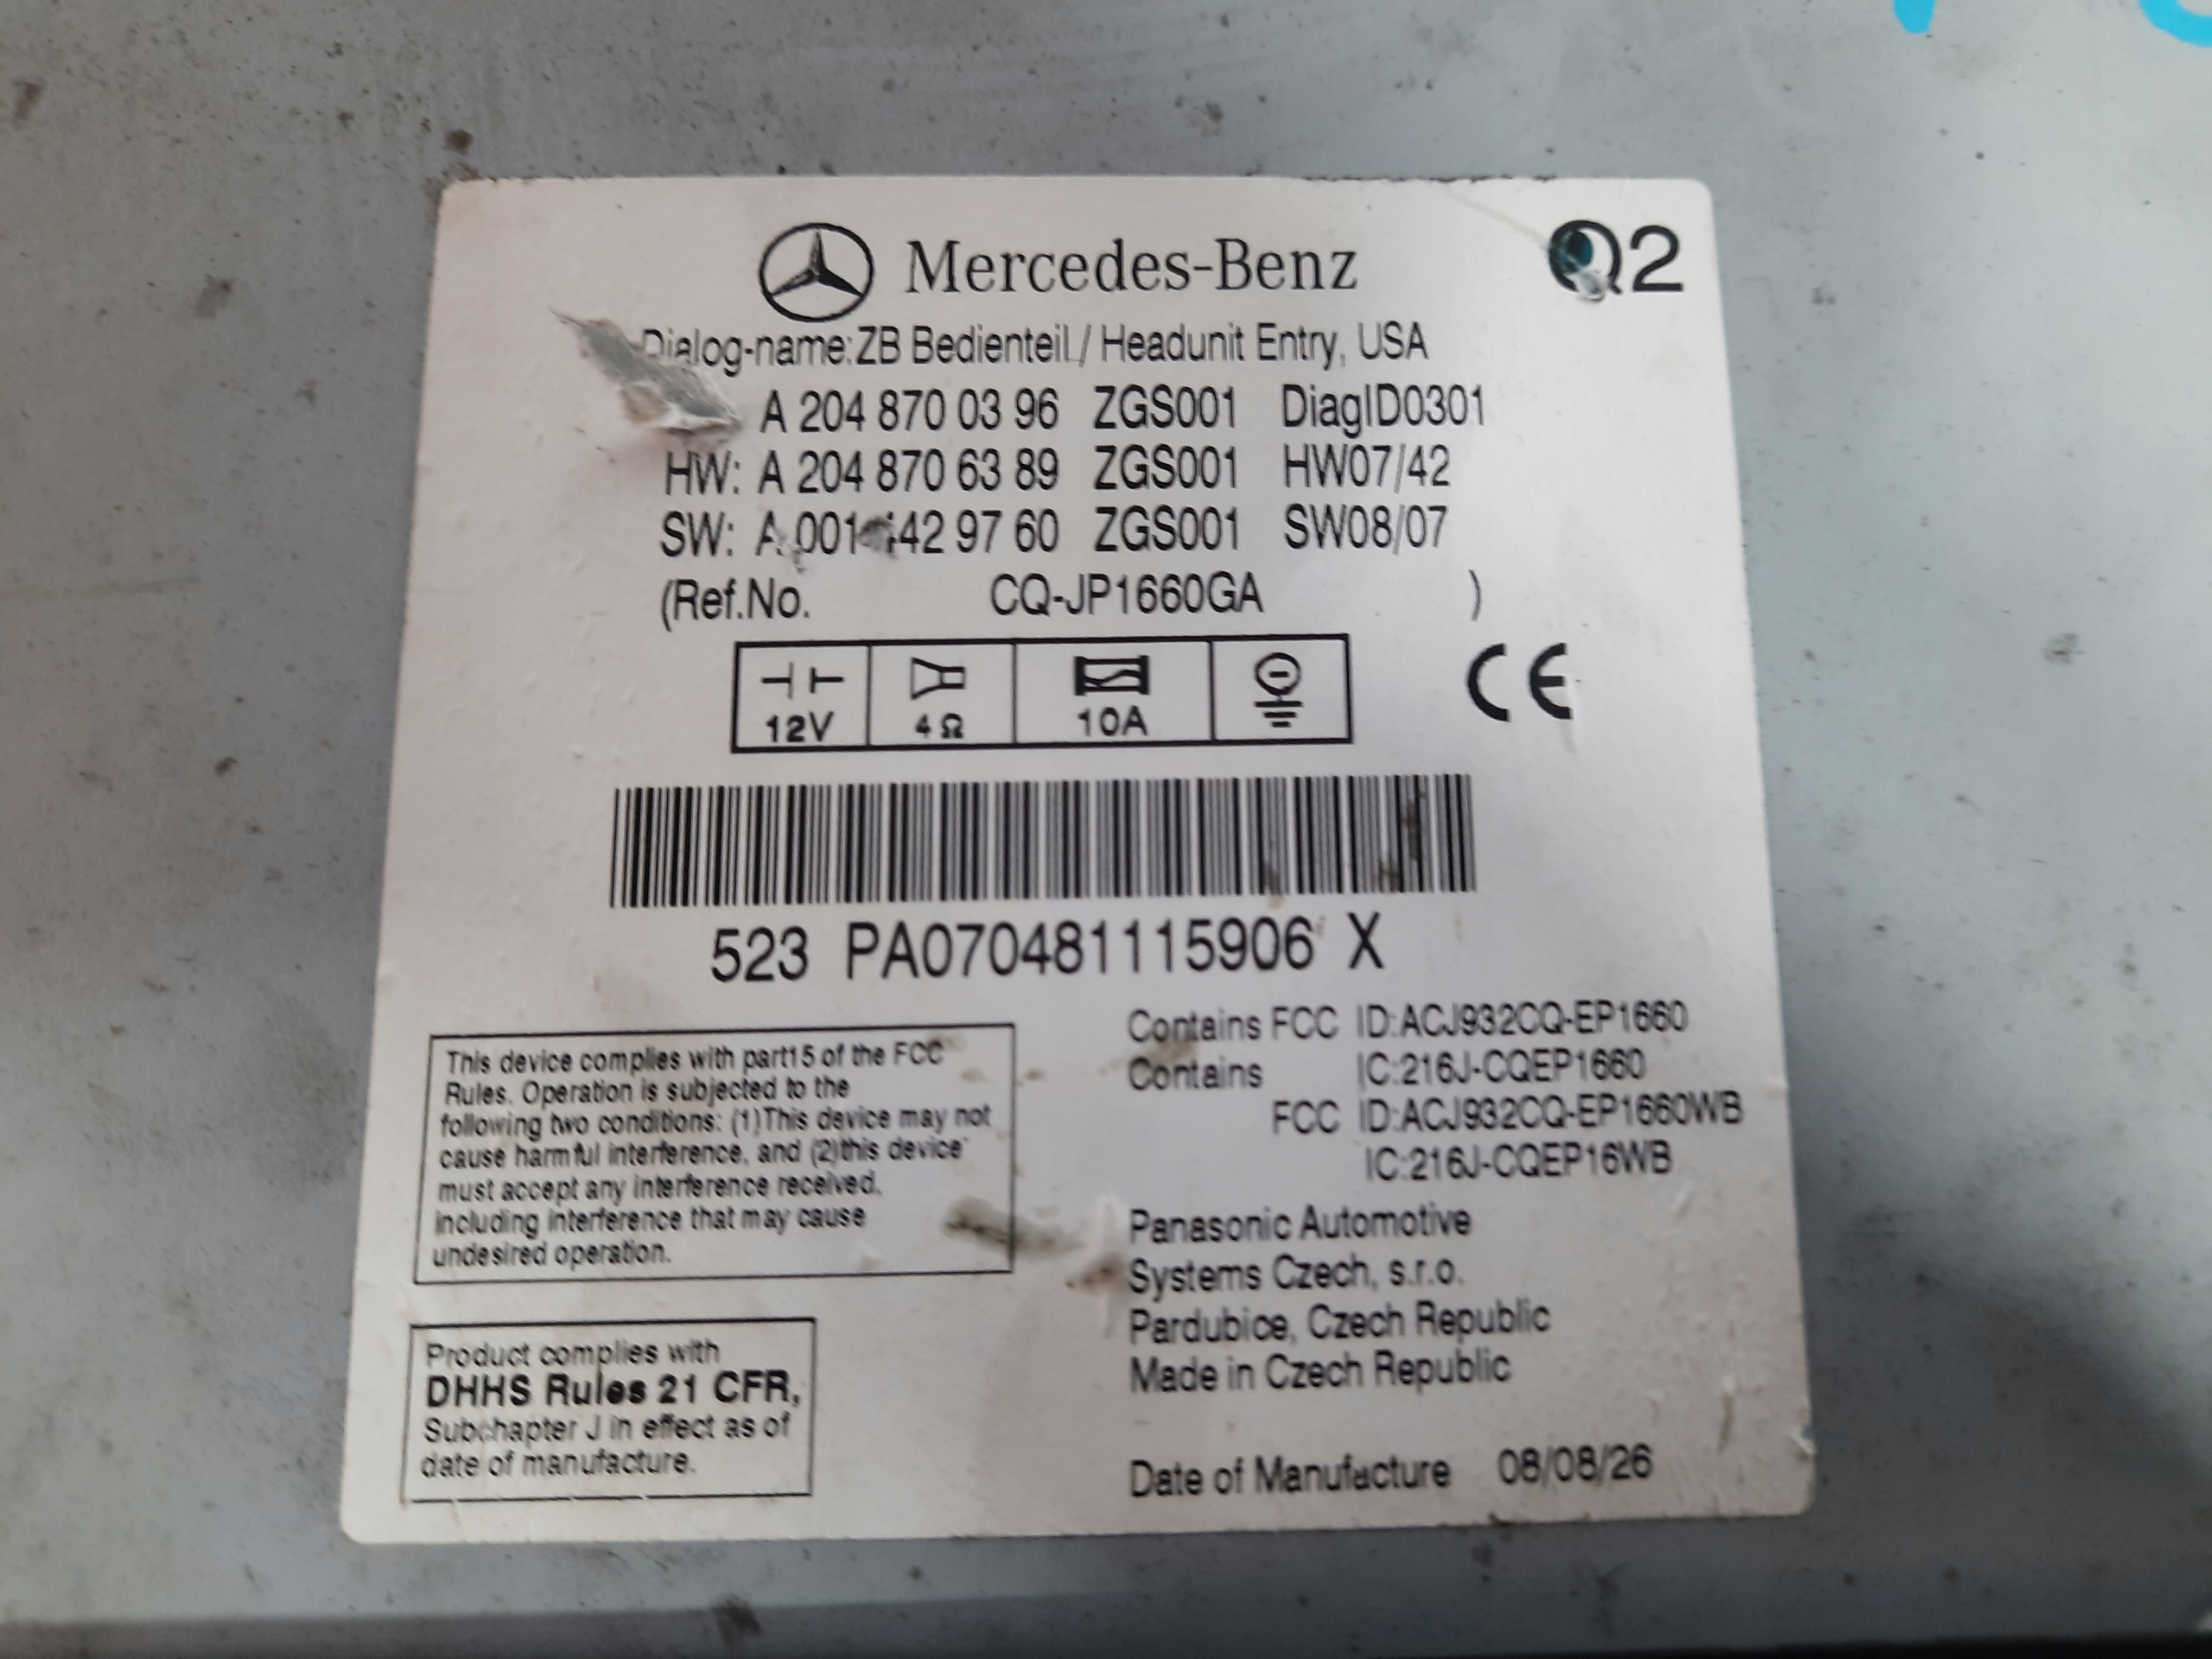 Mercedes-Benz Q2
Dialog-name:ZB Bedienteil / Headunit Entry, USA
A 204 870 03 96 ZGS001 DiagID0301
HW: A 204 870 63 89 ZGS001 HW07/42
SW: A 001 442 97 60 ZGS001 SW08/07
(Ref.No. CQ-JP1660GA )
12V 4Ω 10A
CE
523 PA070481115906 X
Contains FCC ID:ACJ932CQ-EP1660
Contains IC:216J-CQEP1660
FCC ID:ACJ932CQ-EP1660WB
IC:216J-CQEP16WB
This device complies with part15 of the FCC
Rules. Operation is subjected to the
following two conditions: (1)This device may not
cause harmful interference, and (2)this device
must accept any interference received,
including interference that may cause
undesired operation.
Panasonic Automotive
Systems Czech, s.r.o.
Pardubice, Czech Republic
Made in Czech Republic
Product complies with
DHHS Rules 21 CFR,
Subchapter J in effect as of
date of manufacture.
Date of Manufacture 08/08/26